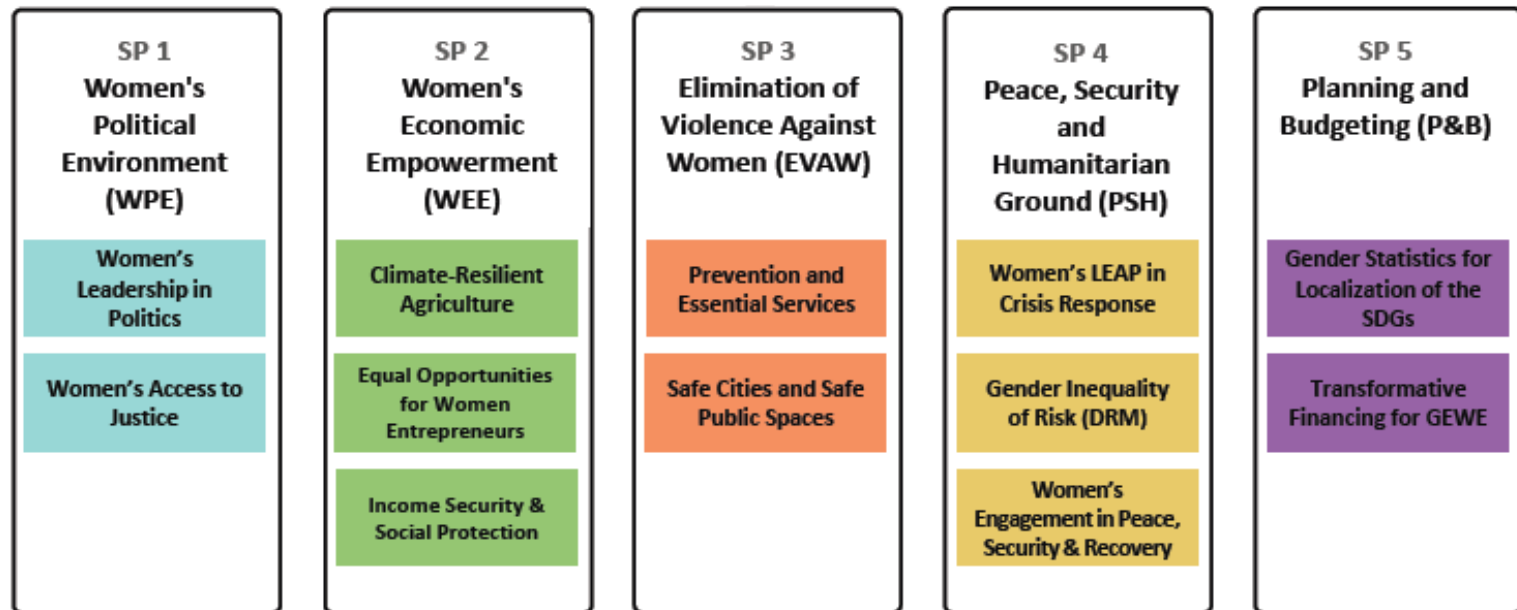 SP 1
Women's
Political
Environment
(WPE)
Women’s
Leadership in
Politics
Women’s Access to
Justice
SP 2
Women's
Economic
Empowerment
(WEE)
Climate-Resilient
Agriculture
Equal Opportunities
for Women
Entrepreneurs
Income Security &
Social Protection
SP 3
Elimination of
Violence Against
Women (EVAW)
Prevention and
Essential Services
Safe Cities and Safe
Public Spaces
SP 4
Peace, Security
and
Humanitarian
Ground (PSH)
Women’s LEAP in
Crisis Response
Gender Inequality
of Risk (DRM)
Women’s
Engagement in Peace,
Security & Recovery
SP 5
Planning and
Budgeting (P&B)
Gender Statistics for
Localization of the
SDGs
Transformative
Financing for GEWE